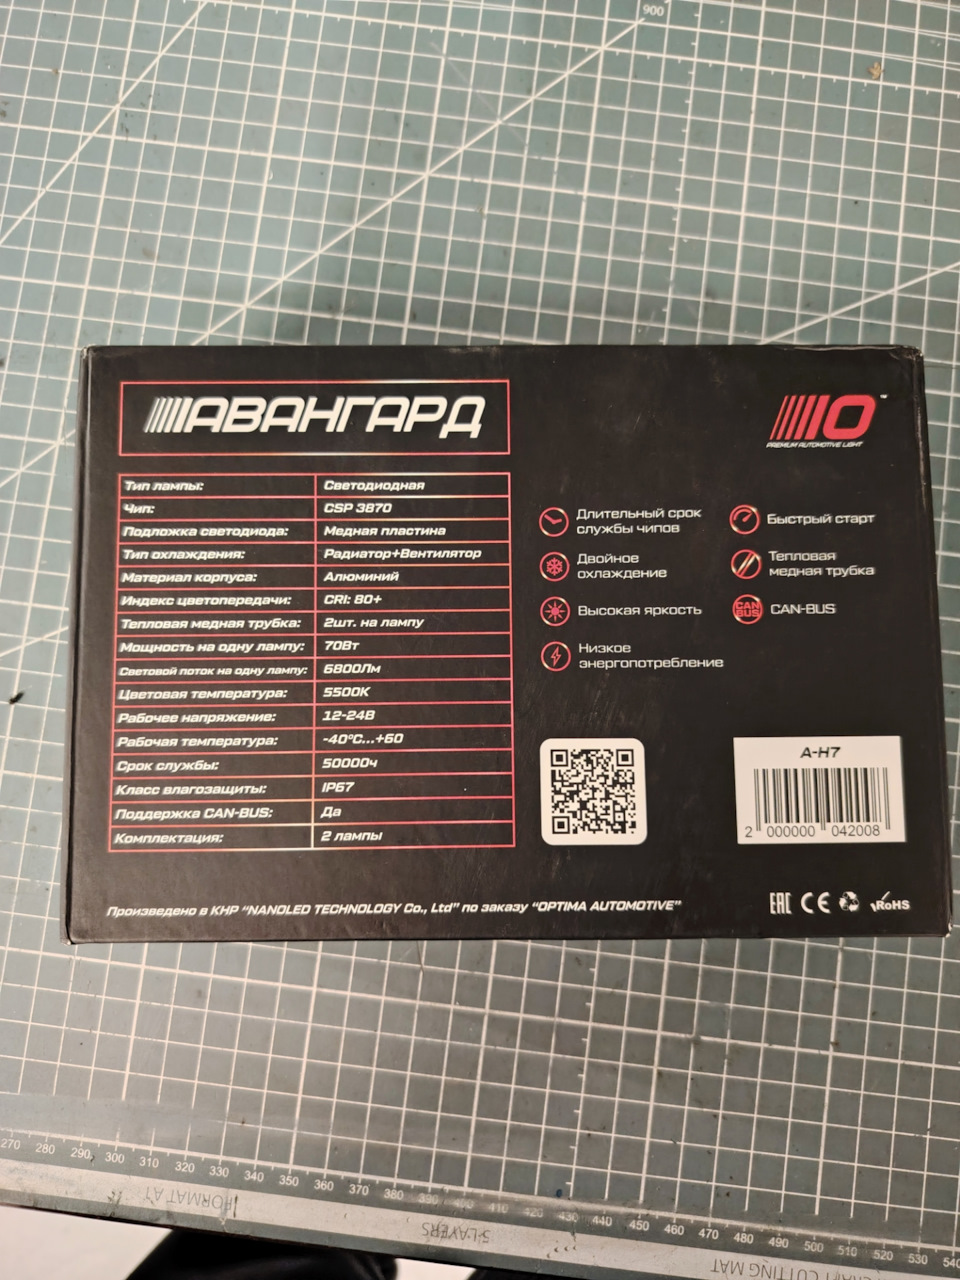 900
АВАНГАРД
IO ™
PREMIUM AUTOMOTIVE LIGHT
Тип лампы: Светодиодная
Чип: CSP 3870
Подложка светодиода: Медная пластина
Тип охлаждения: Радиатор+Вентилятор
Материал корпуса: Алюминий
Индекс цветопередачи: CRI: 80+
Тепловая медная трубка: 2шт. на лампу
Мощность на одну лампу: 70Вт
Световой поток на одну лампу: 6800Лм
Цветовая температура: 5500К
Рабочее напряжение: 12-24В
Рабочая температура: -40°C...+60
Срок службы: 50000ч
Класс влагозащиты: IP67
Поддержка CAN-BUS: Да
Комплектация: 2 лампы
Длительный срок
службы чипов
Двойное
охлаждение
Высокая яркость
Низкое
энергопотребление
Быстрый старт
Тепловая
медная трубка
CAN BUS CAN-BUS
A-H7
2 000000 042008
Произведено в КНР "NANOLED TECHNOLOGY Co., Ltd" по заказу "OPTIMA AUTOMOTIVE"
EAC CE RoHS
270 280 290 300 310 320 330 340 350 360 370 380 390 400 410 420 430 440 450 460 470 480 490 500 510 520 530 540
FORMAT A1
5-LAYERS
CUTTING MAT